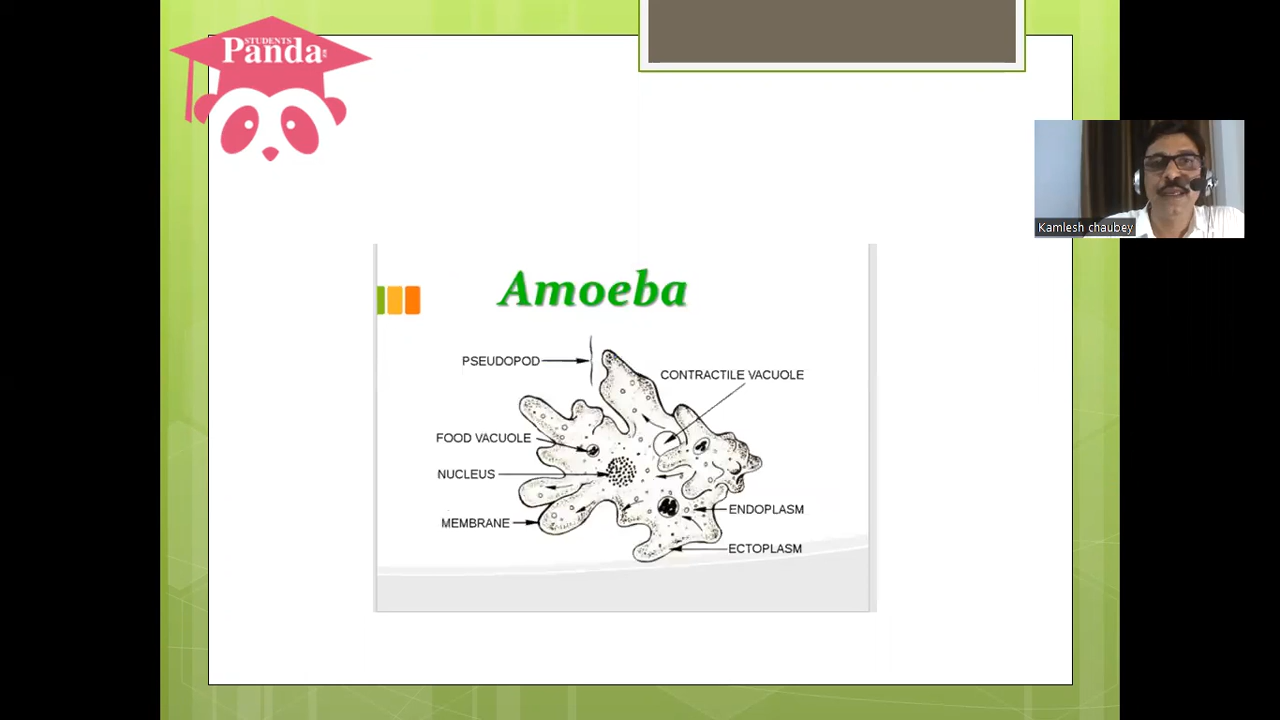 STUDENTS
Panda
Kamlesh chaubey
Amoeba
PSEUDOPOD
CONTRACTILE VACUOLE
FOOD VACUOLE
NUCLEUS
MEMBRANE
ENDOPLASM
ECTOPLASM